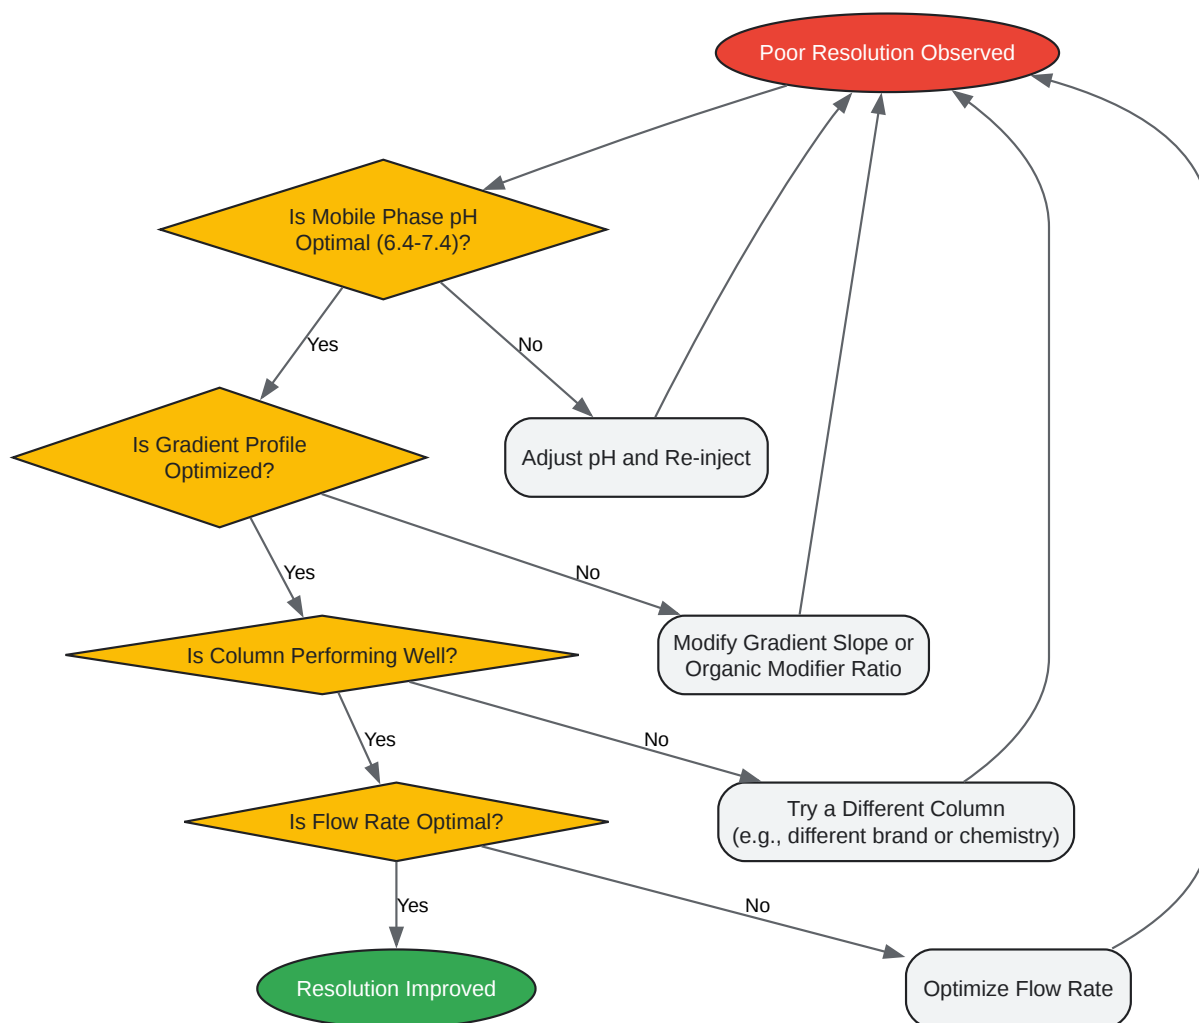 Poor Resolution Observed
Is Mobile Phase pH
Optimal (6.4-7.4)?
Yes
No
Is Gradient Profile
Optimized?
Adjust pH and Re-inject
Yes
No
Is Column Performing Well?
Modify Gradient Slope or
Organic Modifier Ratio
Yes
No
Is Flow Rate Optimal?
Try a Different Column
(e.g., different brand or chemistry)
Yes
No
Resolution Improved
Optimize Flow Rate